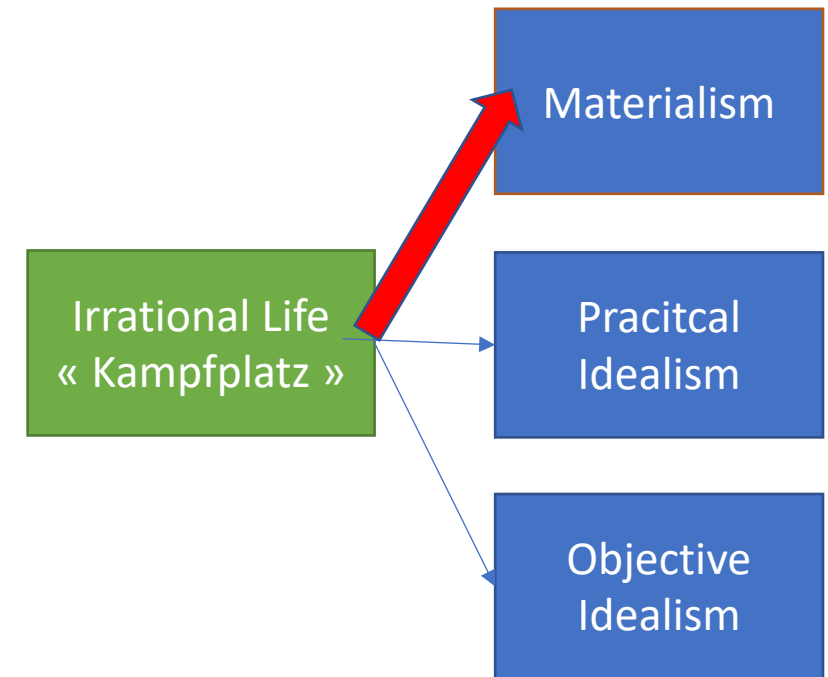 Materialism
Irrational Life
« Kampfplatz »
Pracitcal
Idealism
Objective
Idealism